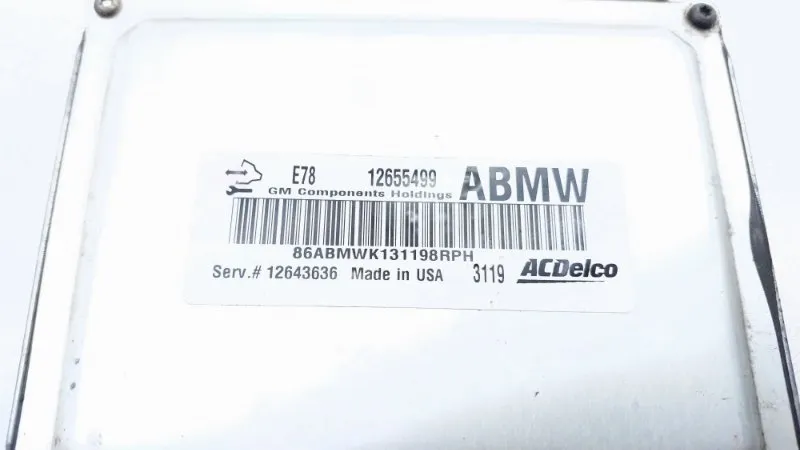 E78 12655499 ABMW
GM Components Holdings
86ABMWK131198RPH
Serv.# 12643636 Made in USA 3119 ACDelco